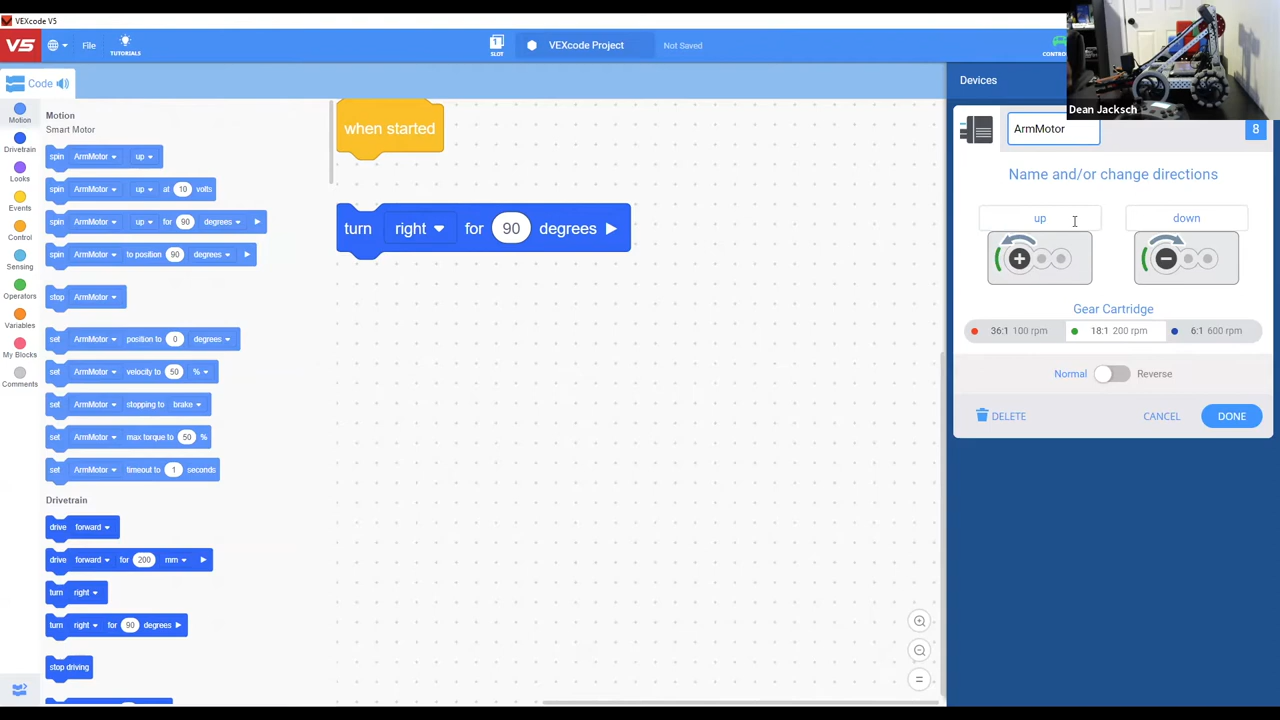 VEXcode V5
V5
File
TUTORIALS
1
SLOT
VEXcode Project
Not Saved
CONTRO
Dean Jacksch
Code
Devices
Motion
Drivetrain
Looks
Events
Control
Sensing
Operators
Variables
My Blocks
Comments
Motion
Smart Motor
spin ArmMotor up
spin ArmMotor up at 10 volts
spin ArmMotor up for 90 degrees
spin ArmMotor to position 90 degrees
stop ArmMotor
set ArmMotor position to 0 degrees
set ArmMotor velocity to 50 %
set ArmMotor stopping to brake
set ArmMotor max torque to 50 %
set ArmMotor timeout to 1 seconds
Drivetrain
drive forward
drive forward for 200 mm
turn right
turn right for 90 degrees
stop driving
when started
turn right for 90 degrees
ArmMotor
8
Name and/or change directions
up
down
Gear Cartridge
36:1 100 rpm
18:1 200 rpm
6:1 600 rpm
Normal
Reverse
DELETE
CANCEL
DONE